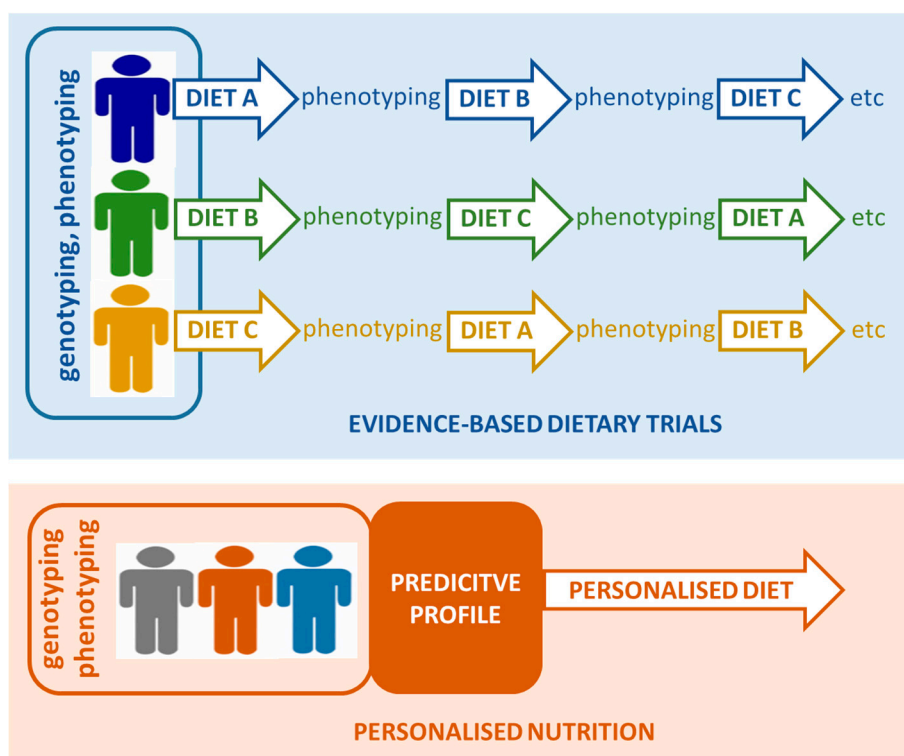 genotyping, phenotyping
DIET A phenotyping DIET B phenotyping DIET C etc
DIET B phenotyping DIET C phenotyping DIET A etc
DIET C phenotyping DIET A phenotyping DIET B etc
EVIDENCE-BASED DIETARY TRIALS
genotyping
phenotyping
PREDICITVE
PROFILE
PERSONALISED DIET
PERSONALISED NUTRITION